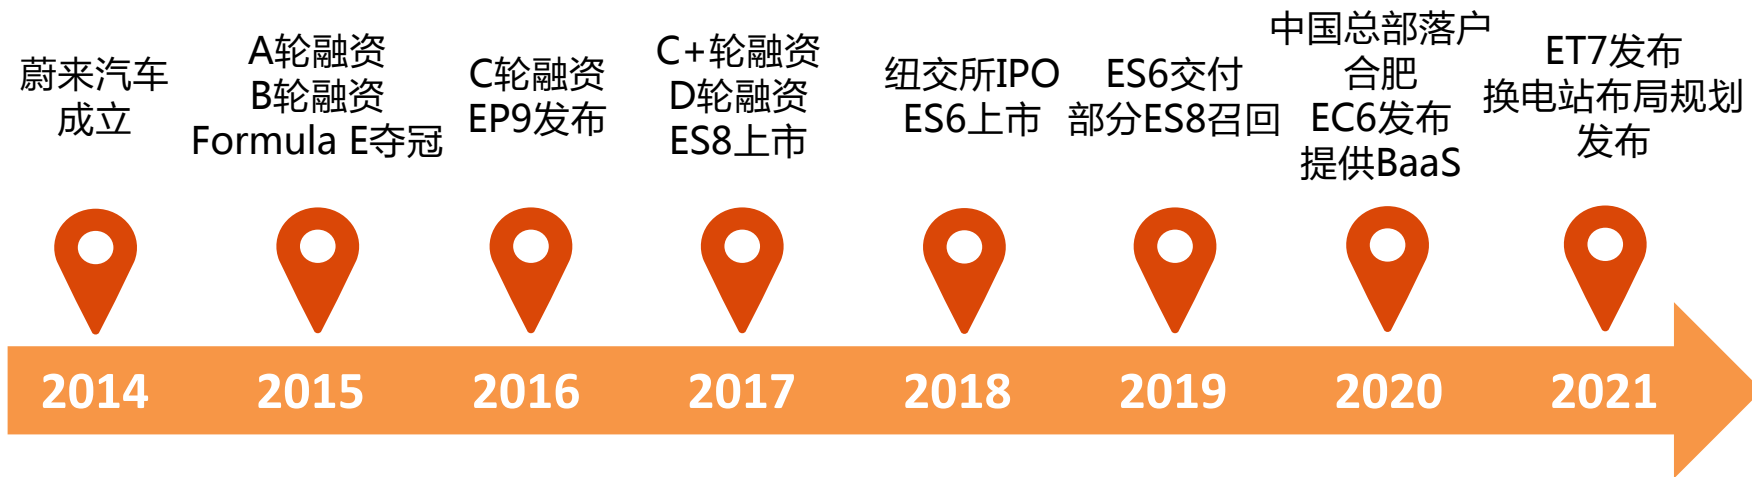 蔚来汽车
成立
A轮融资
B轮融资
Formula E夺冠
C轮融资
EP9发布
C+轮融资
D轮融资
ES8上市
纽交所IPO
ES6上市
ES6交付
部分ES8召回
中国总部落户
合肥
EC6发布
提供BaaS
ET7发布
换电站布局规划
发布
2014
2015
2016
2017
2018
2019
2020
2021